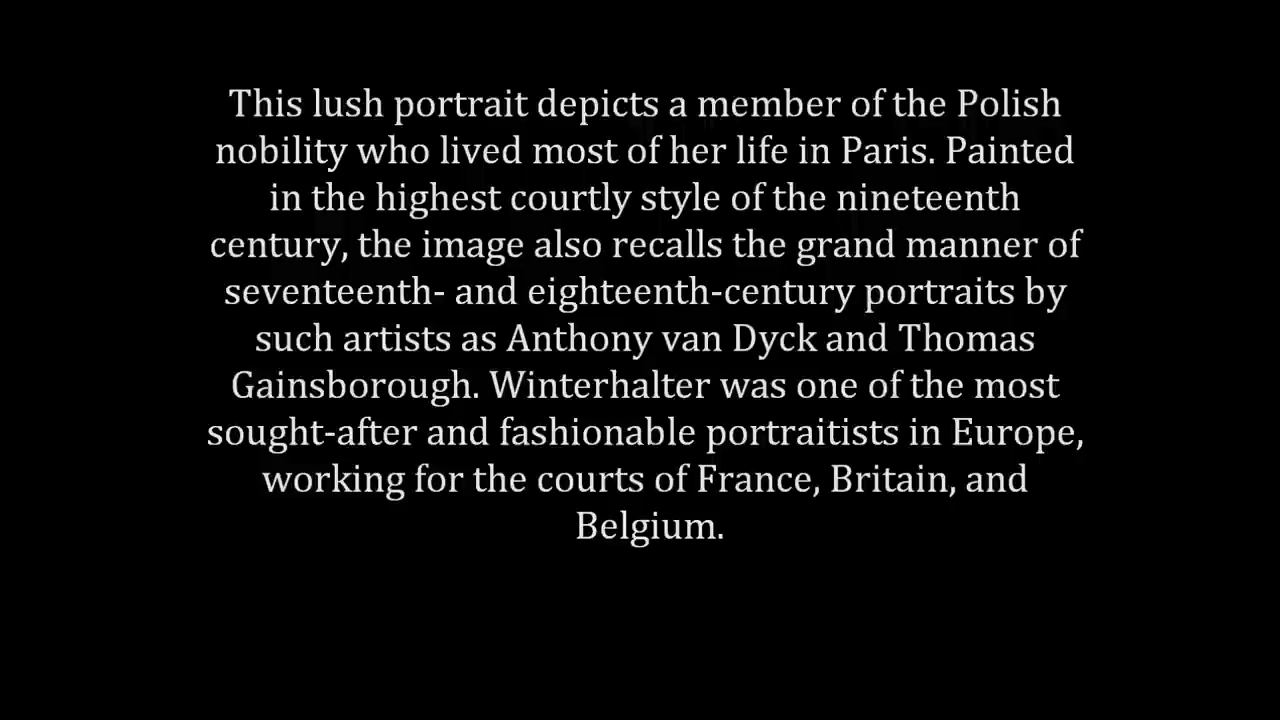 This lush portrait depicts a member of the Polish
nobility who lived most of her life in Paris. Painted
in the highest courtly style of the nineteenth
century, the image also recalls the grand manner of
seventeenth- and eighteenth-century portraits by
such artists as Anthony van Dyck and Thomas
Gainsborough. Winterhalter was one of the most
sought-after and fashionable portraitists in Europe,
working for the courts of France, Britain, and
Belgium.